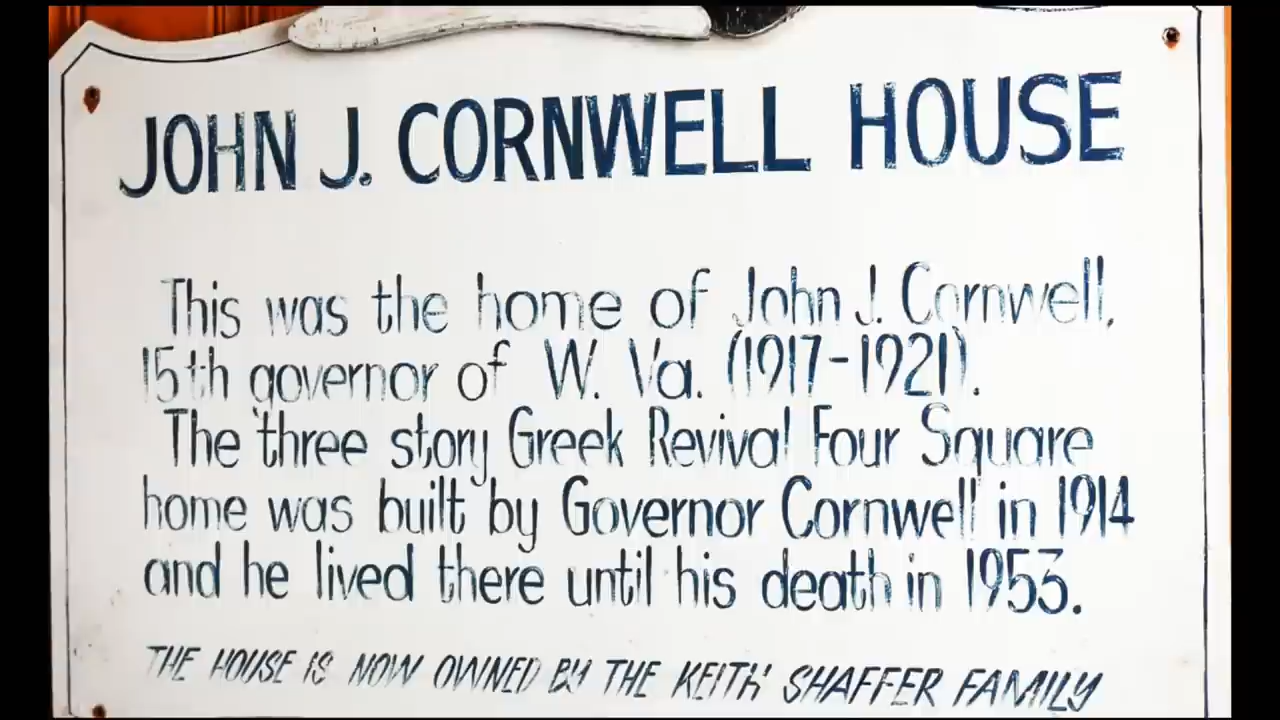 JOHN J. CORNWELL HOUSE
This was the home of John J. Cornwell,
15th governor of W. Va. (1917-1921).
The three story Greek Revival Four Square
home was built by Governor Cornwell in 1914
and he lived there until his death in 1953.
THE HOUSE IS NOW OWNED BY THE KEITH SHAFFER FAMILY